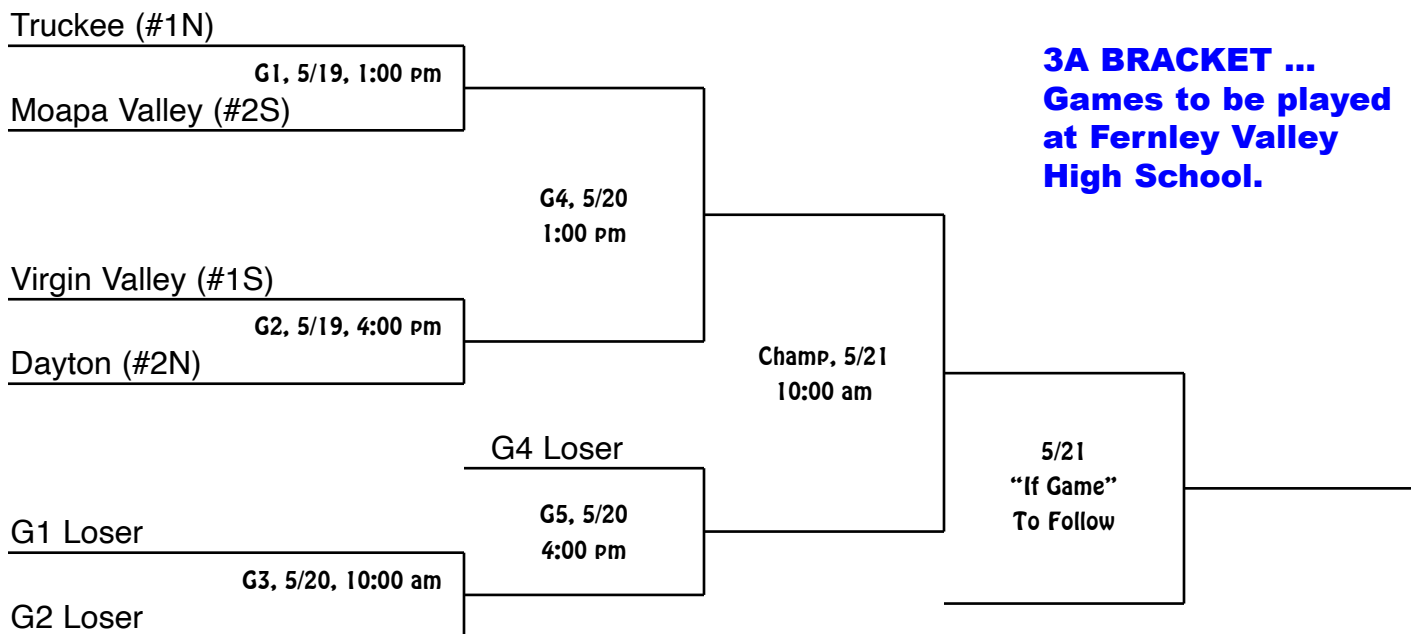 Truckee (#1N)
G1, 5/19, 1:00 pm
Moapa Valley (#2S)
3A BRACKET ...
Games to be played
at Fernley Valley
High School.
G4, 5/20
1:00 pm
Virgin Valley (#1S)
G2, 5/19, 4:00 pm
Dayton (#2N)
Champ, 5/21
10:00 am
G4 Loser
G5, 5/20
4:00 pm
5/21
“If Game”
To Follow
G1 Loser
G3, 5/20, 10:00 am
G2 Loser